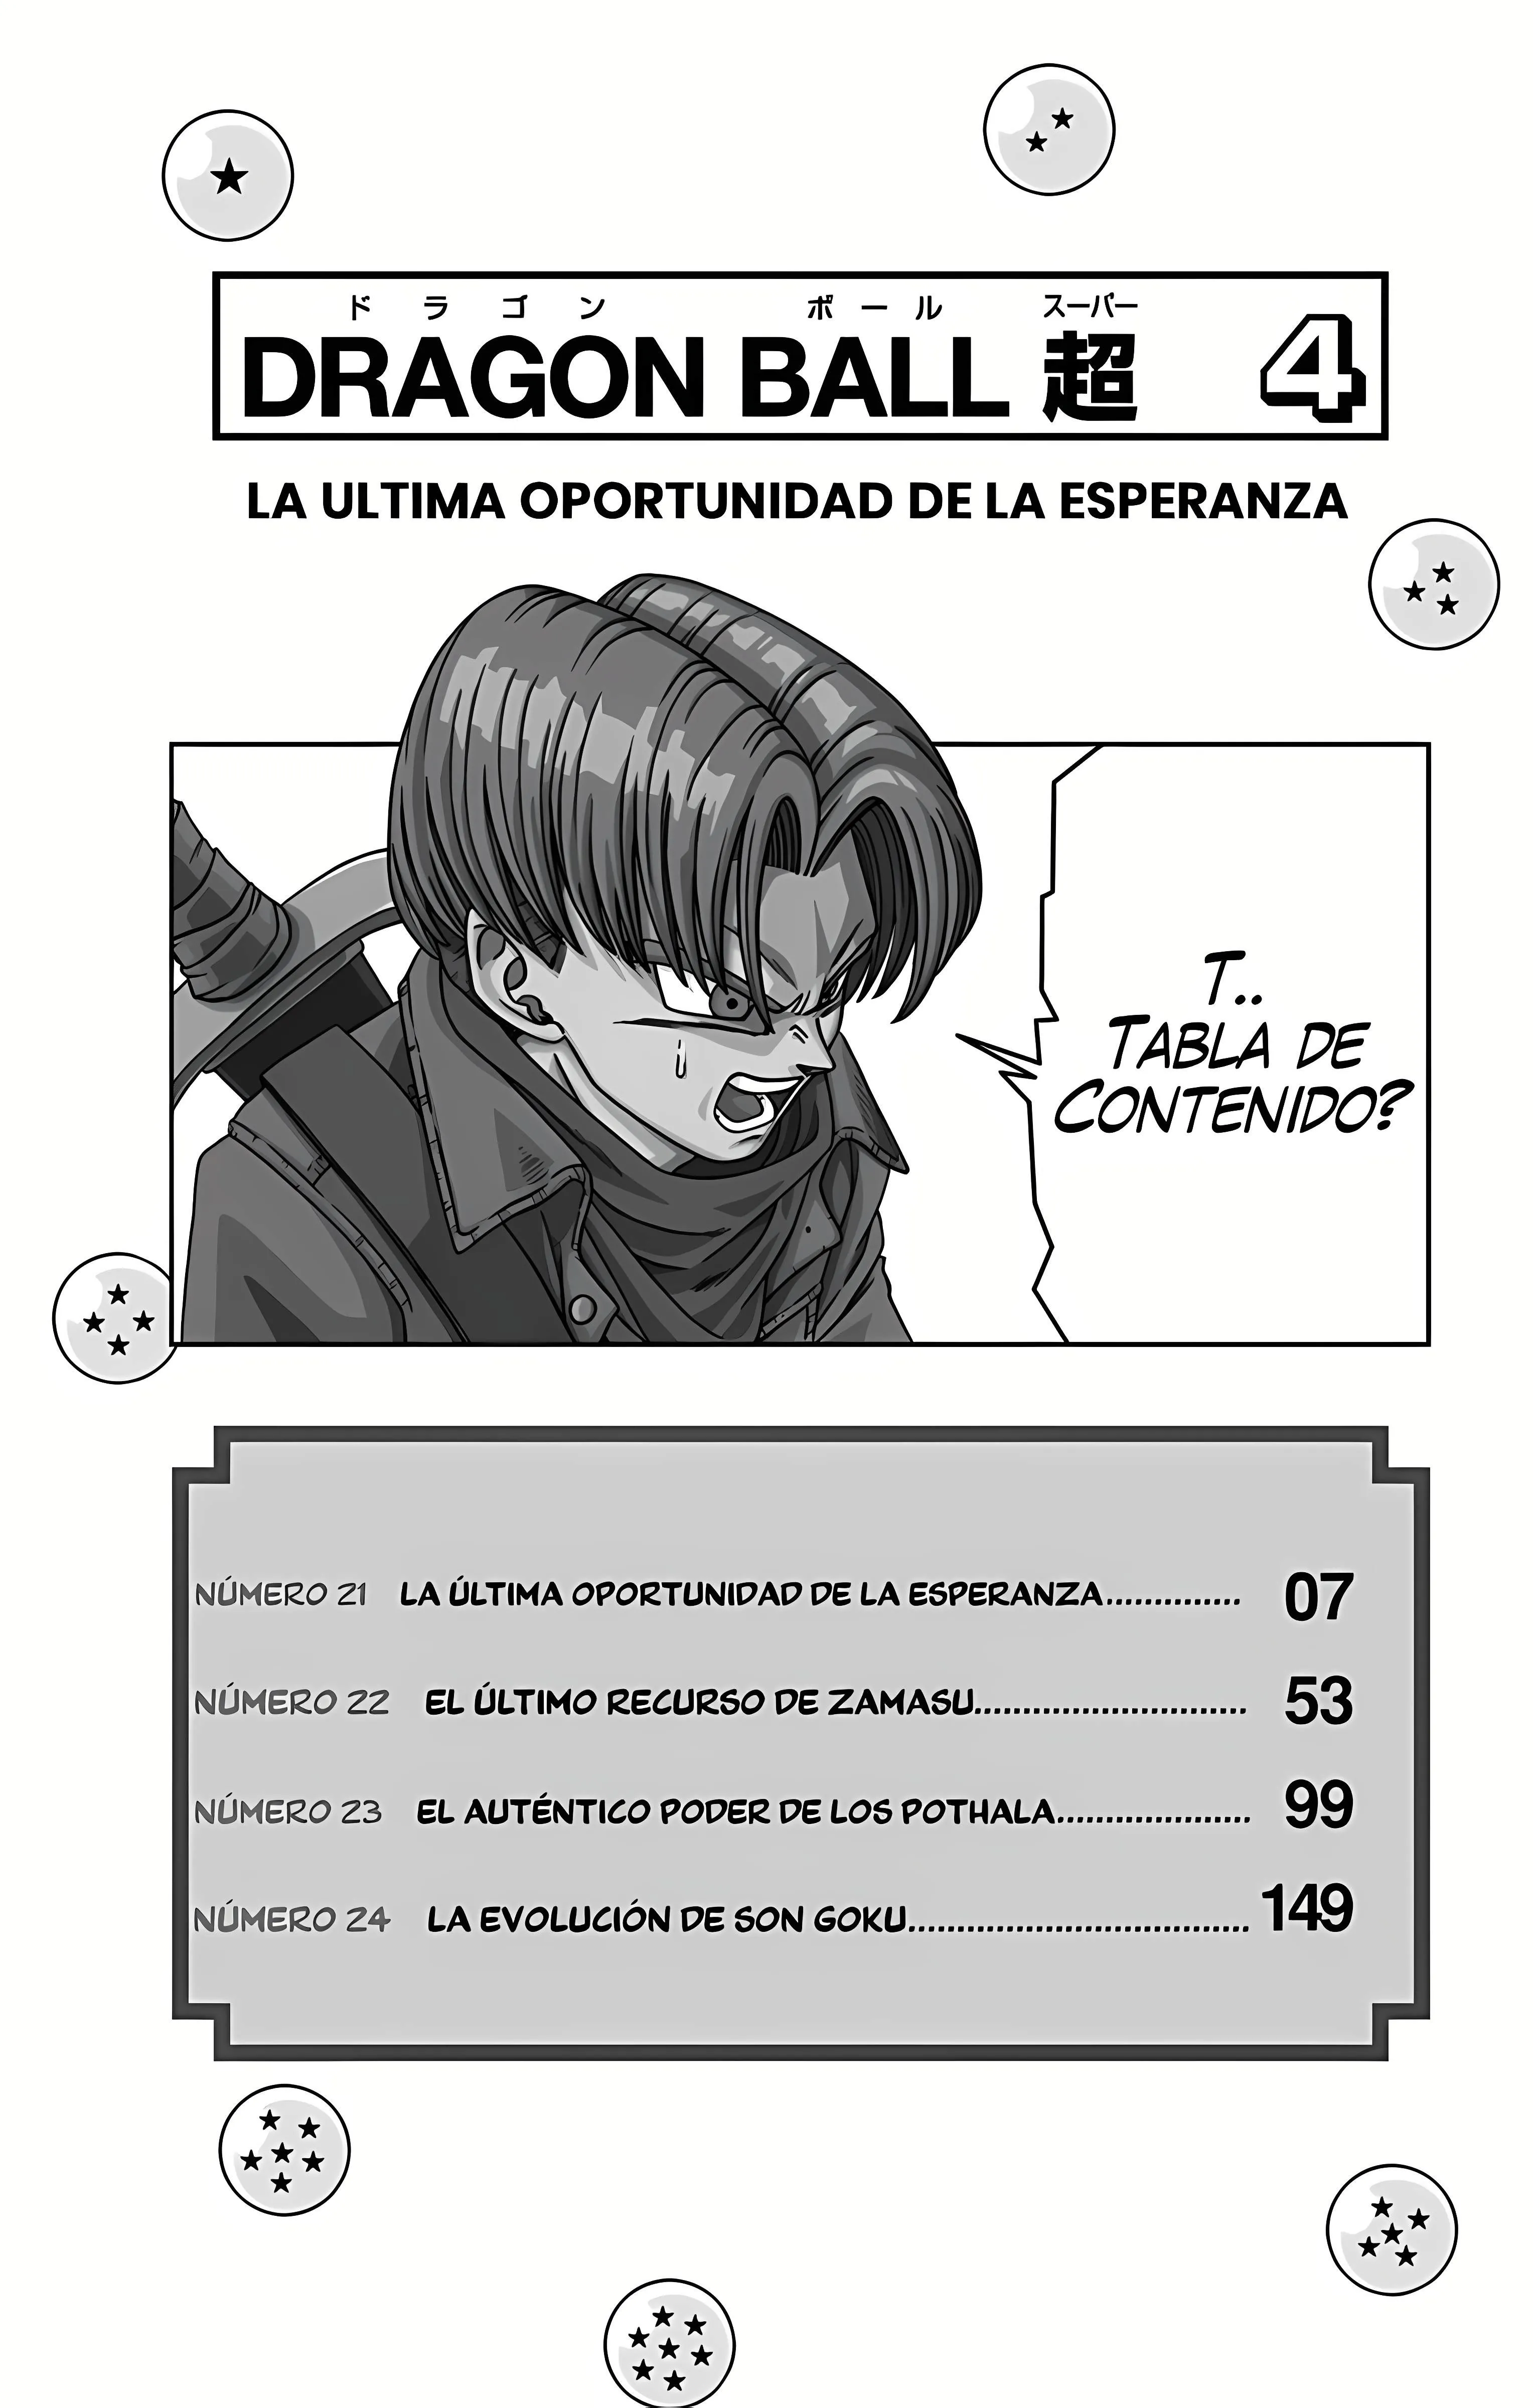 ドラゴン ボール スーパー
DRAGON BALL 超 4
LA ULTIMA OPORTUNIDAD DE LA ESPERANZA
T..
TABLA DE
CONTENIDO?
NÚMERO 21 LA ÚLTIMA OPORTUNIDAD DE LA ESPERANZA.............. 07
NÚMERO 22 EL ÚLTIMO RECURSO DE ZAMASU............................ 53
NÚMERO 23 EL AUTÉNTICO PODER DE LOS POTHALA.................... 99
NÚMERO 24 LA EVOLUCIÓN DE SON GOKU................................... 149